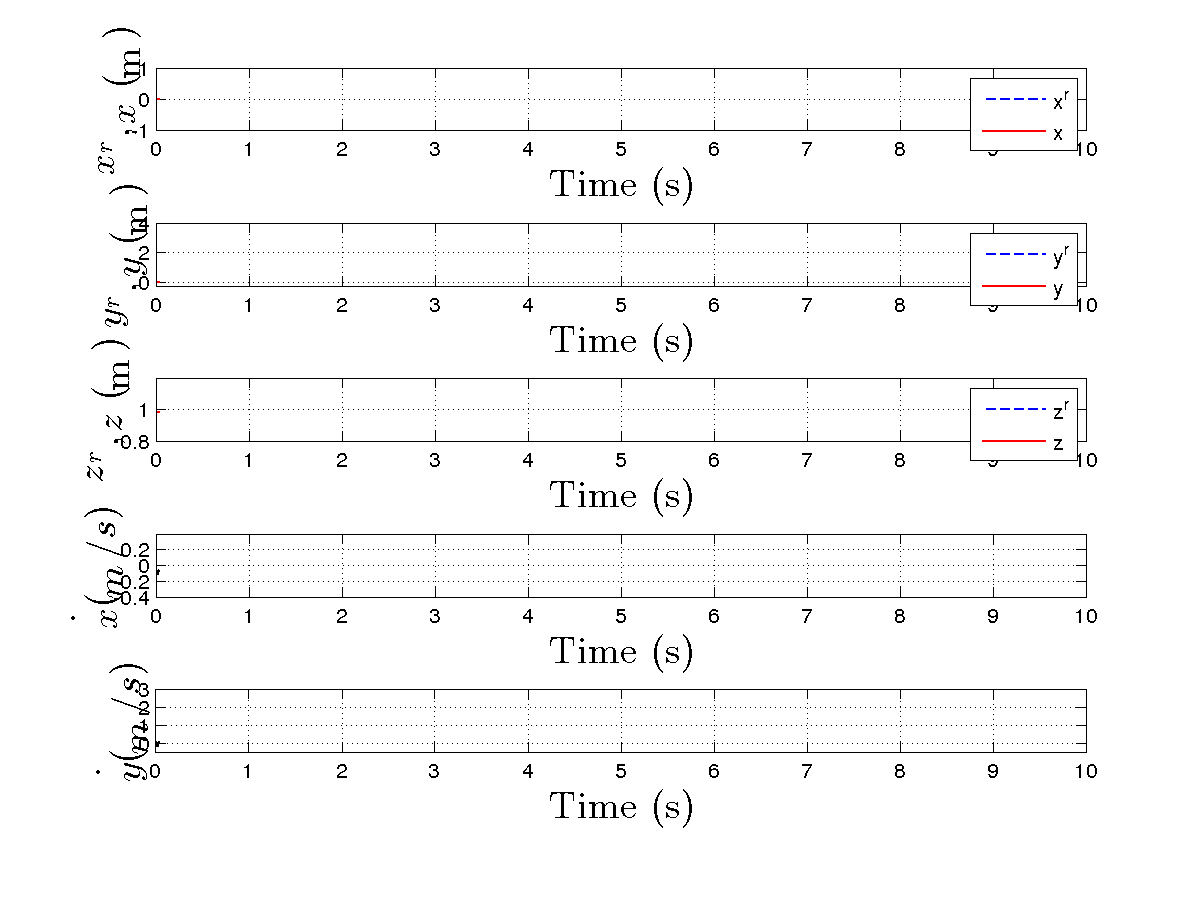 x^r, x (m)
1
0
-1
0 1 2 3 4 5 6 7 8 9 10
x^r
x
Time (s)
y^r, y (m)
4
2
0
0 1 2 3 4 5 6 7 8 9 10
y^r
y
Time (s)
z^r, z (m)
1
0.8
0 1 2 3 4 5 6 7 8 9 10
z^r
z
Time (s)
ẋ(m/s)
0.2
0
-0.2
-0.4
0 1 2 3 4 5 6 7 8 9 10
Time (s)
ẏ(m/s)
3
2
1
0
0 1 2 3 4 5 6 7 8 9 10
Time (s)